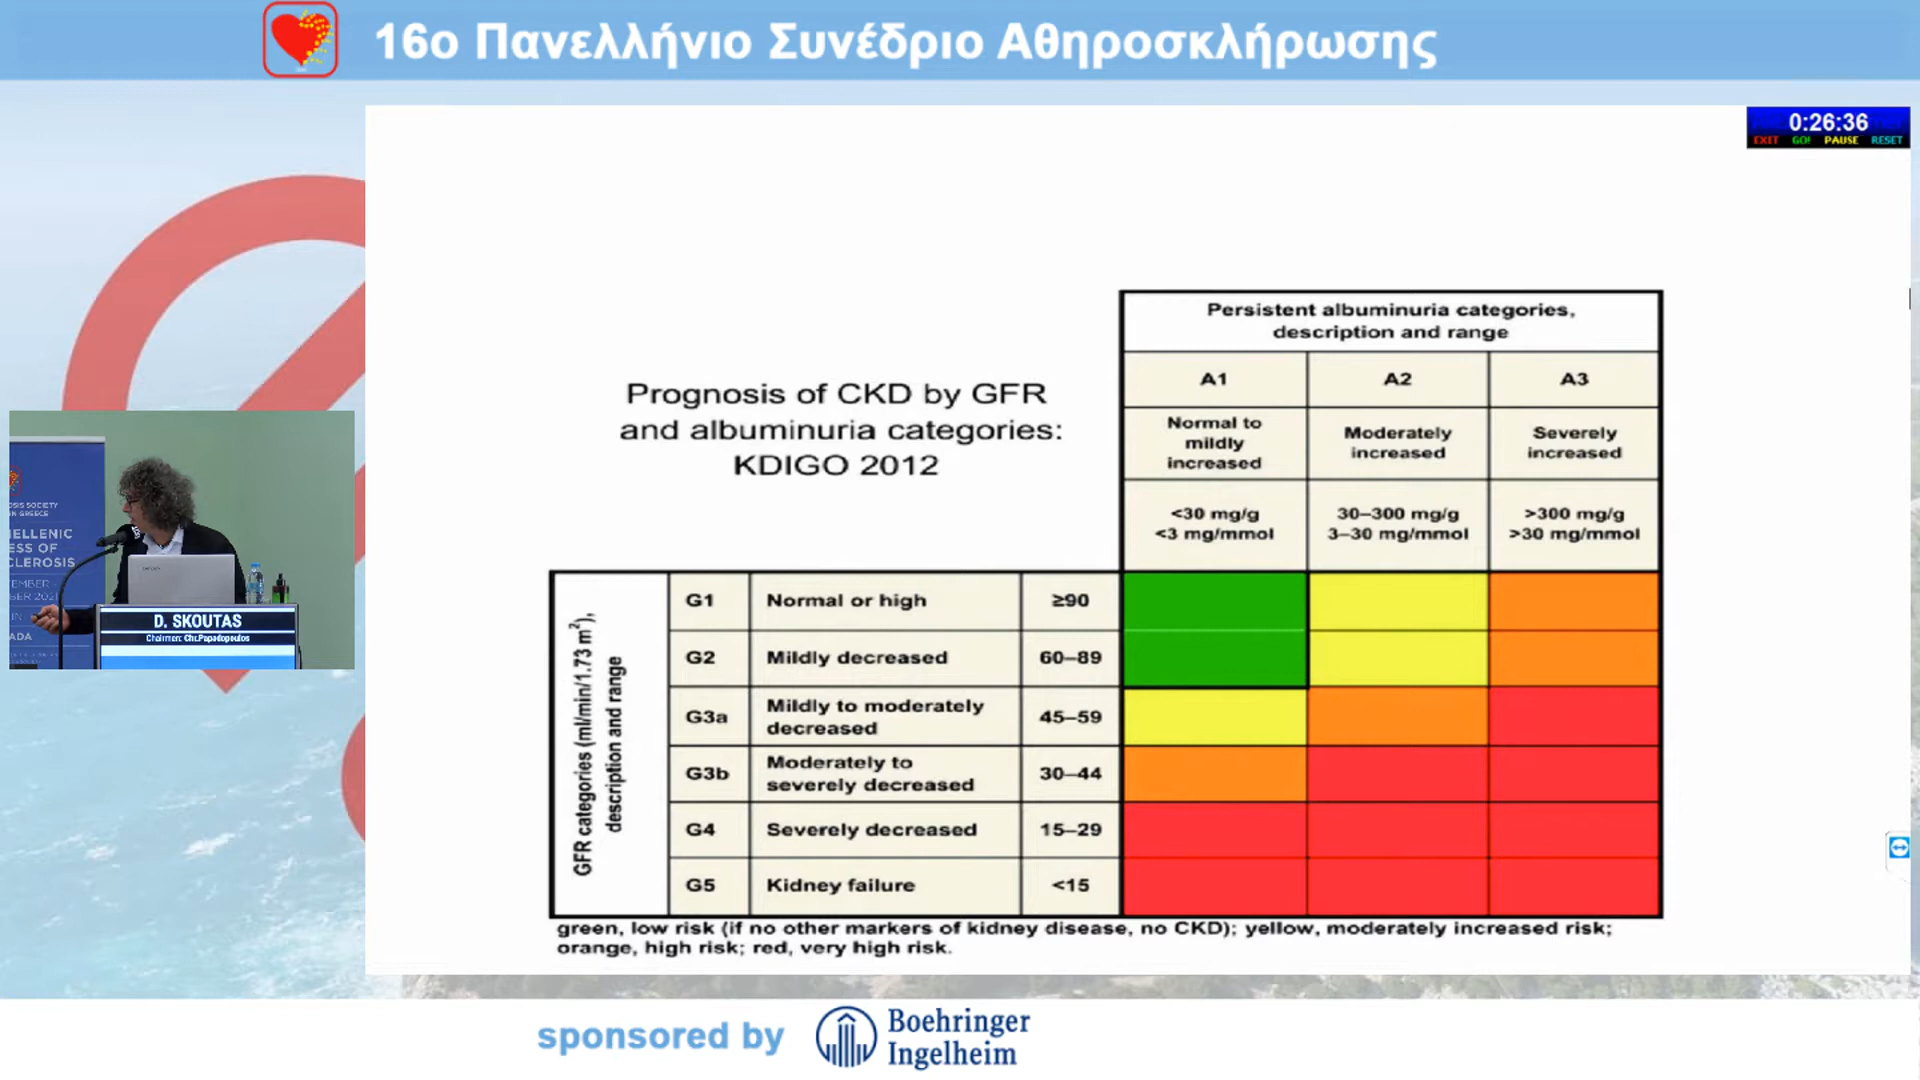 16ο Πανελλήνιο Συνέδριο Αθηροσκλήρωσης
0:26:36
EXIT GO! PAUSE RESET
Prognosis of CKD by GFR
and albuminuria categories:
KDIGO 2012
Persistent albuminuria categories,
description and range
A1 A2 A3
Normal to
mildly
increased
Moderately
increased
Severely
increased
<30 mg/g
<3 mg/mmol
30–300 mg/g
3–30 mg/mmol
>300 mg/g
>30 mg/mmol
GFR categories (ml/min/1.73 m²),
description and range
G1 Normal or high ≥90
G2 Mildly decreased 60–89
G3a Mildly to moderately
decreased 45–59
G3b Moderately to
severely decreased 30–44
G4 Severely decreased 15–29
G5 Kidney failure <15
green, low risk (if no other markers of kidney disease, no CKD); yellow, moderately increased risk;
orange, high risk; red, very high risk.
OSIS SOCIETY
IN GREECE
ELLENIC
ESS OF
CLEROSIS
D. SKOUTAS
Chairmen: Chr.Papadopoulos
sponsored by
Boehringer
Ingelheim